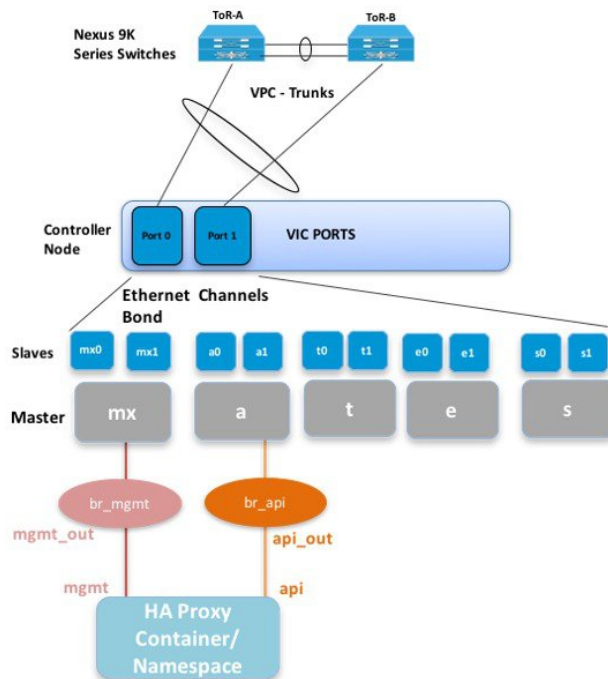 ToR-A
ToR-B
Nexus 9K
Series Switches
VPC - Trunks
Controller
Node
Port 0
Port 1
VIC PORTS
Ethernet Channels
Bond
Slaves
mx0
mx1
a0
a1
t0
t1
e0
e1
s0
s1
Master
mx
a
t
e
s
br_mgmt
br_api
mgmt_out
api_out
mgmt
api
HA Proxy
Container/
Namespace